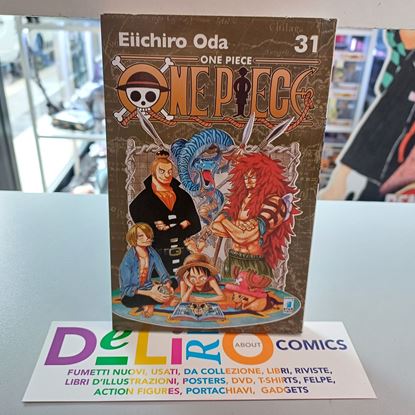 Eiichiro Oda 31
ONE PIECE
ONE PIECE
DeLiRO ABOUT COMICS
FUMETTI NUOVI, USATI, DA COLLEZIONE, LIBRI, RIVISTE,
LIBRI D'ILLUSTRAZIONI, POSTERS, DVD, T-SHIRTS, FELPE,
ACTION FIGURES, PORTACHIAVI, GADGETS